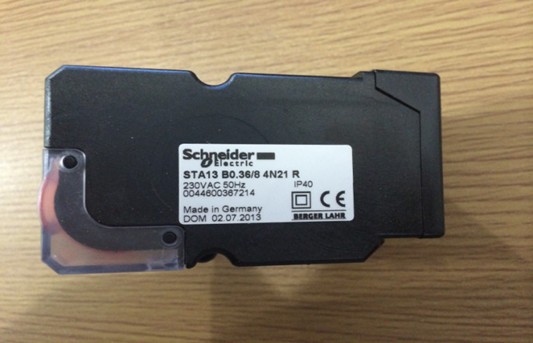 Schneider
Electric
STA13 B0.36/8 4N21 R
230VAC 50Hz IP40
0044600367214
Made in Germany
DOM 02.07.2013
CE
BERGER LAHR